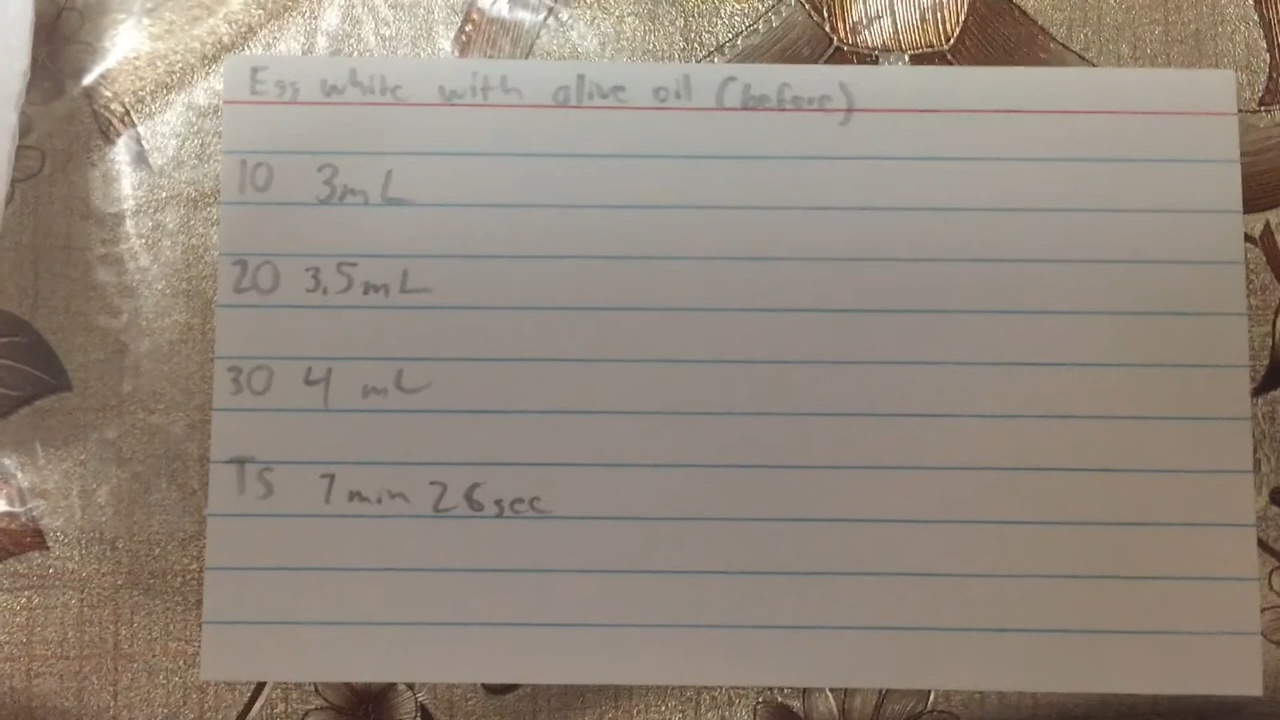 Egg white with olive oil (before)
10 3mL
20 3.5mL
30 4 mL
TS 7min 26sec